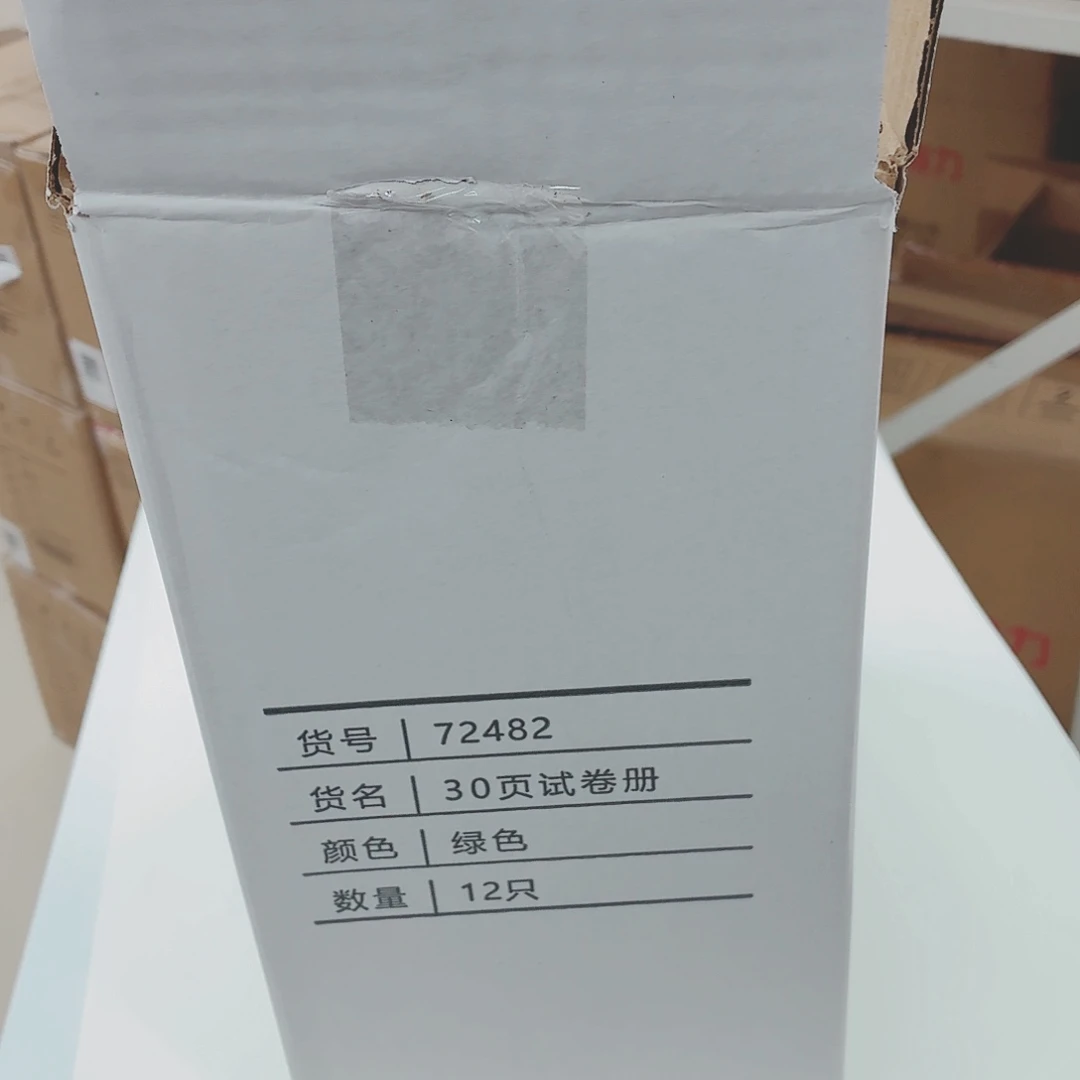 货号 72482
货名 30页试卷册
颜色 绿色
数量 12只